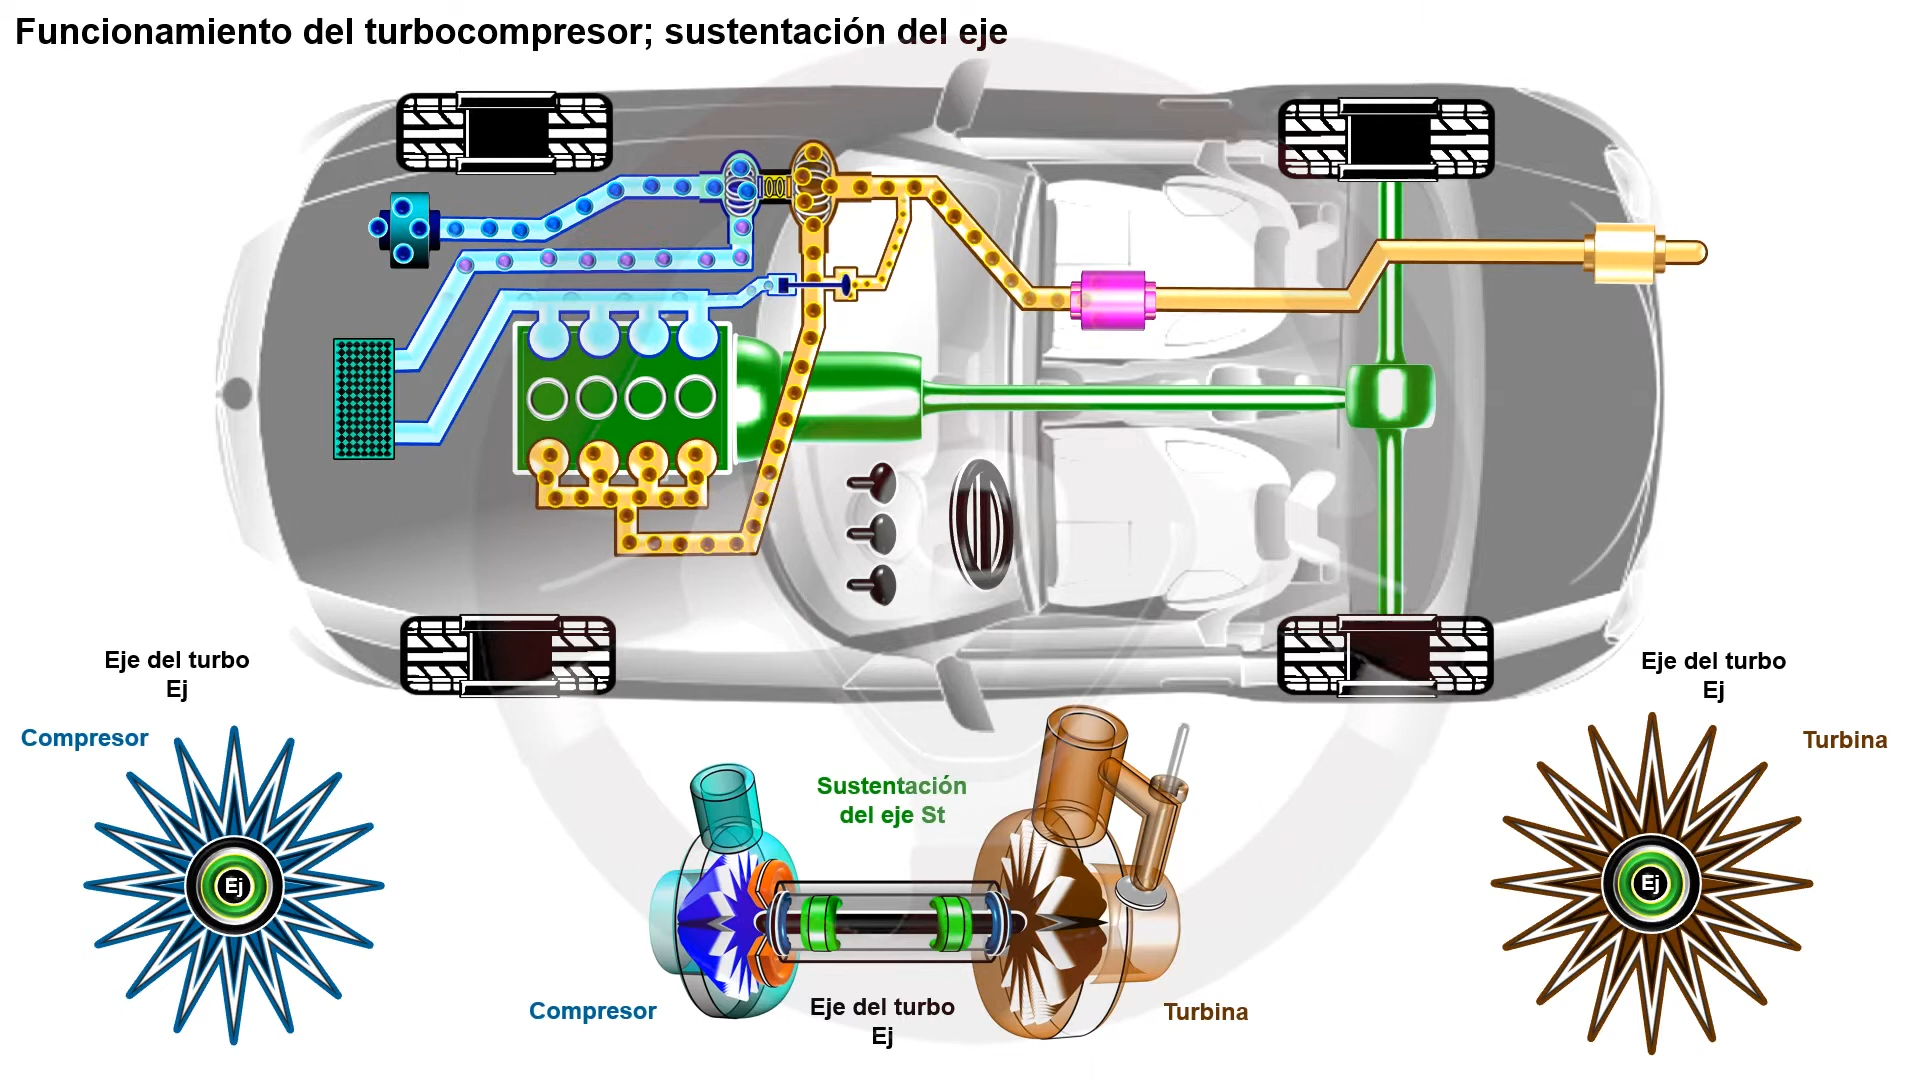 Funcionamiento del turbocompresor; sustentación del eje
Eje del turbo
Ej
Compresor
Ej
Sustentación
del eje St
Compresor
Eje del turbo
Ej
Turbina
Eje del turbo
Ej
Turbina
Ej